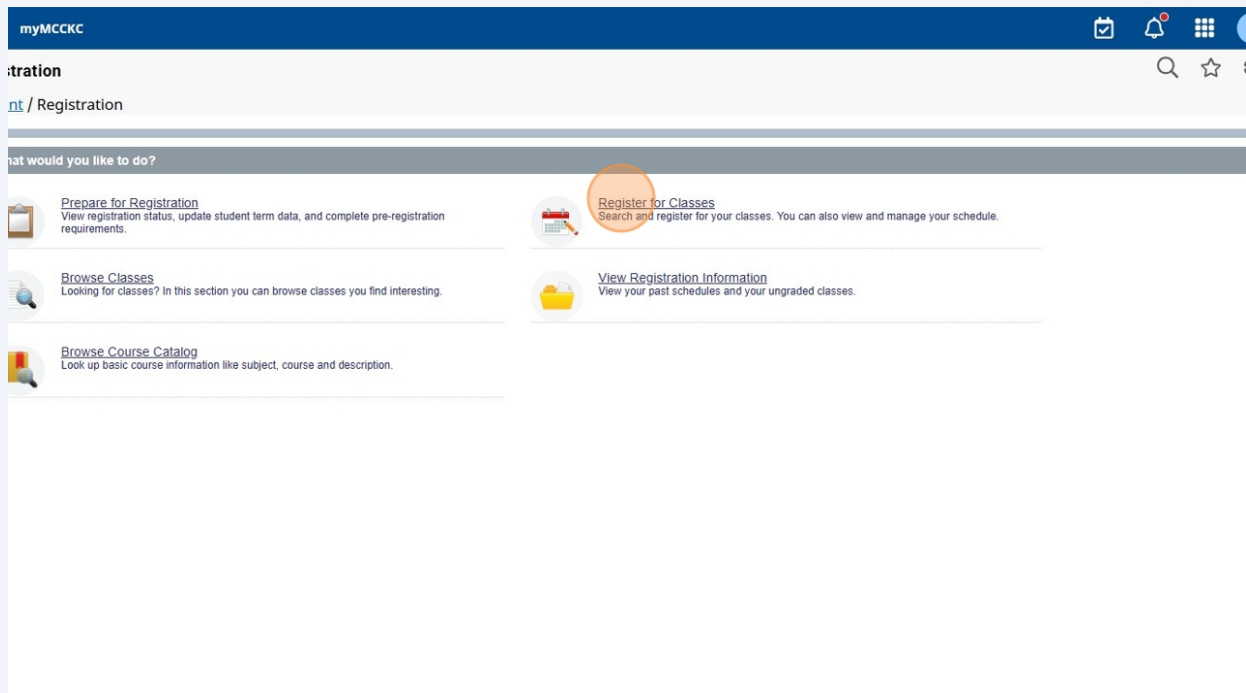 myMCCKC
stration
nt / Registration
hat would you like to do?
Prepare for Registration
View registration status, update student term data, and complete pre-registration
requirements.
Register for Classes
Search and register for your classes. You can also view and manage your schedule.
Browse Classes
Looking for classes? In this section you can browse classes you find interesting.
View Registration Information
View your past schedules and your ungraded classes.
Browse Course Catalog
Look up basic course information like subject, course and description.